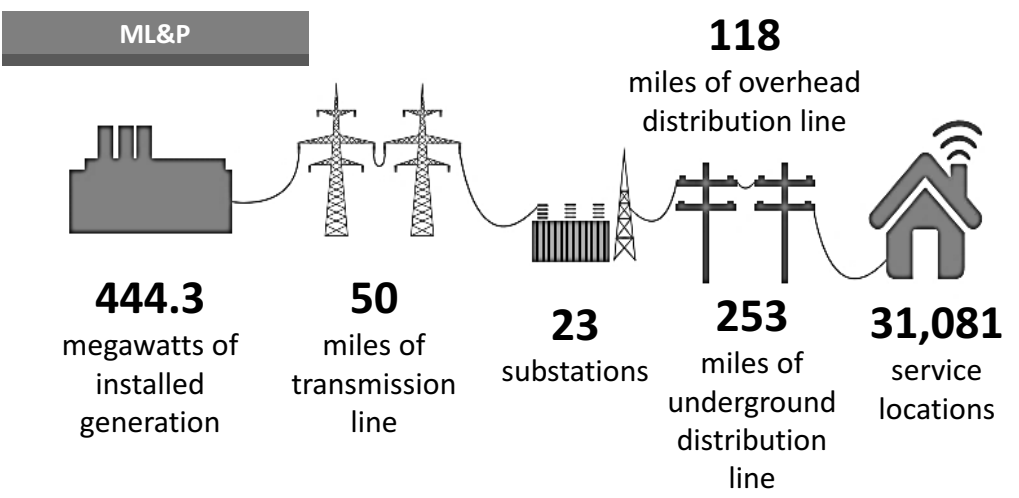 ML&P
118
miles of overhead
distribution line
444.3
megawatts of
installed
generation
50
miles of
transmission
line
23
substations
253
miles of
underground
distribution
line
31,081
service
locations